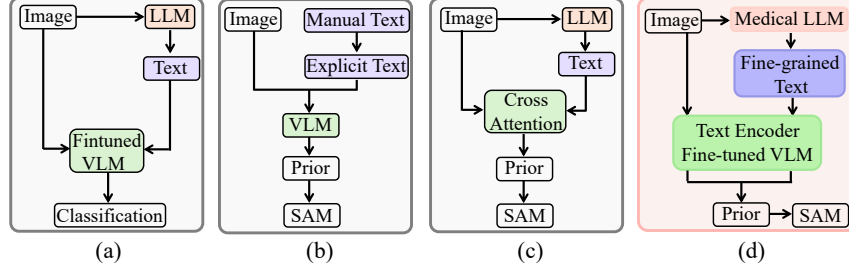 Image
LLM
Text
Fintuned
VLM
Classification
(a)
Image
Manual Text
Explicit Text
VLM
Prior
SAM
(b)
Image
LLM
Text
Cross
Attention
Prior
SAM
(c)
Image
Medical LLM
Fine-grained
Text
Text Encoder
Fine-tuned VLM
Prior
SAM
(d)